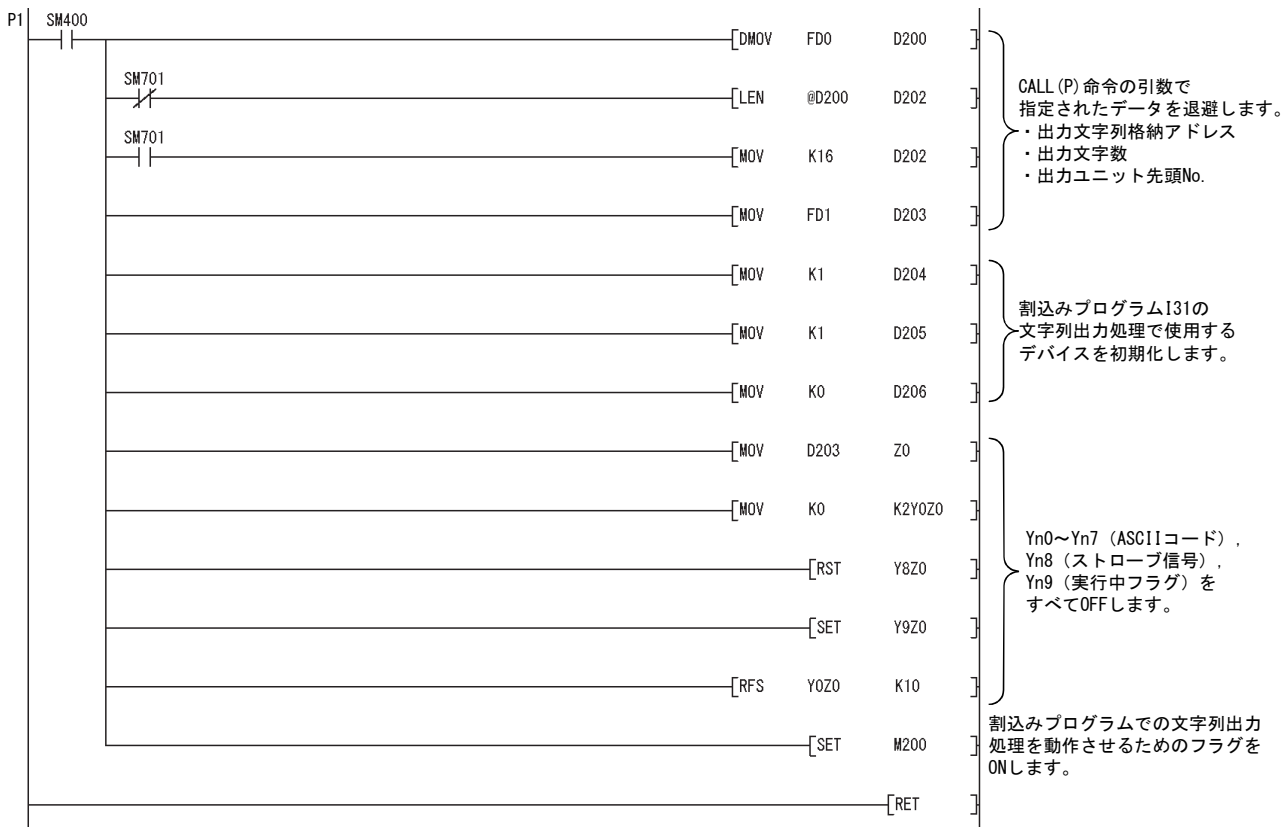 P1 SM400
DMOV FD0 D200
SM701
LEN @D200 D202
SM701
MOV K16 D202
MOV FD1 D203
CALL(P)命令の引数で
指定されたデータを退避します。
・出力文字列格納アドレス
・出力文字数
・出力ユニット先頭No.
MOV K1 D204
MOV K1 D205
MOV K0 D206
割込みプログラムI31の
文字列出力処理で使用する
デバイスを初期化します。
MOV D203 Z0
MOV K0 K2Y0Z0
RST Y8Z0
SET Y9Z0
RFS Y0Z0 K10
Yn0～Yn7（ASCIIコード），
Yn8（ストローブ信号），
Yn9（実行中フラグ）を
すべてOFFします。
SET M200
割込みプログラムでの文字列出力
処理を動作させるためのフラグを
ONします。
RET